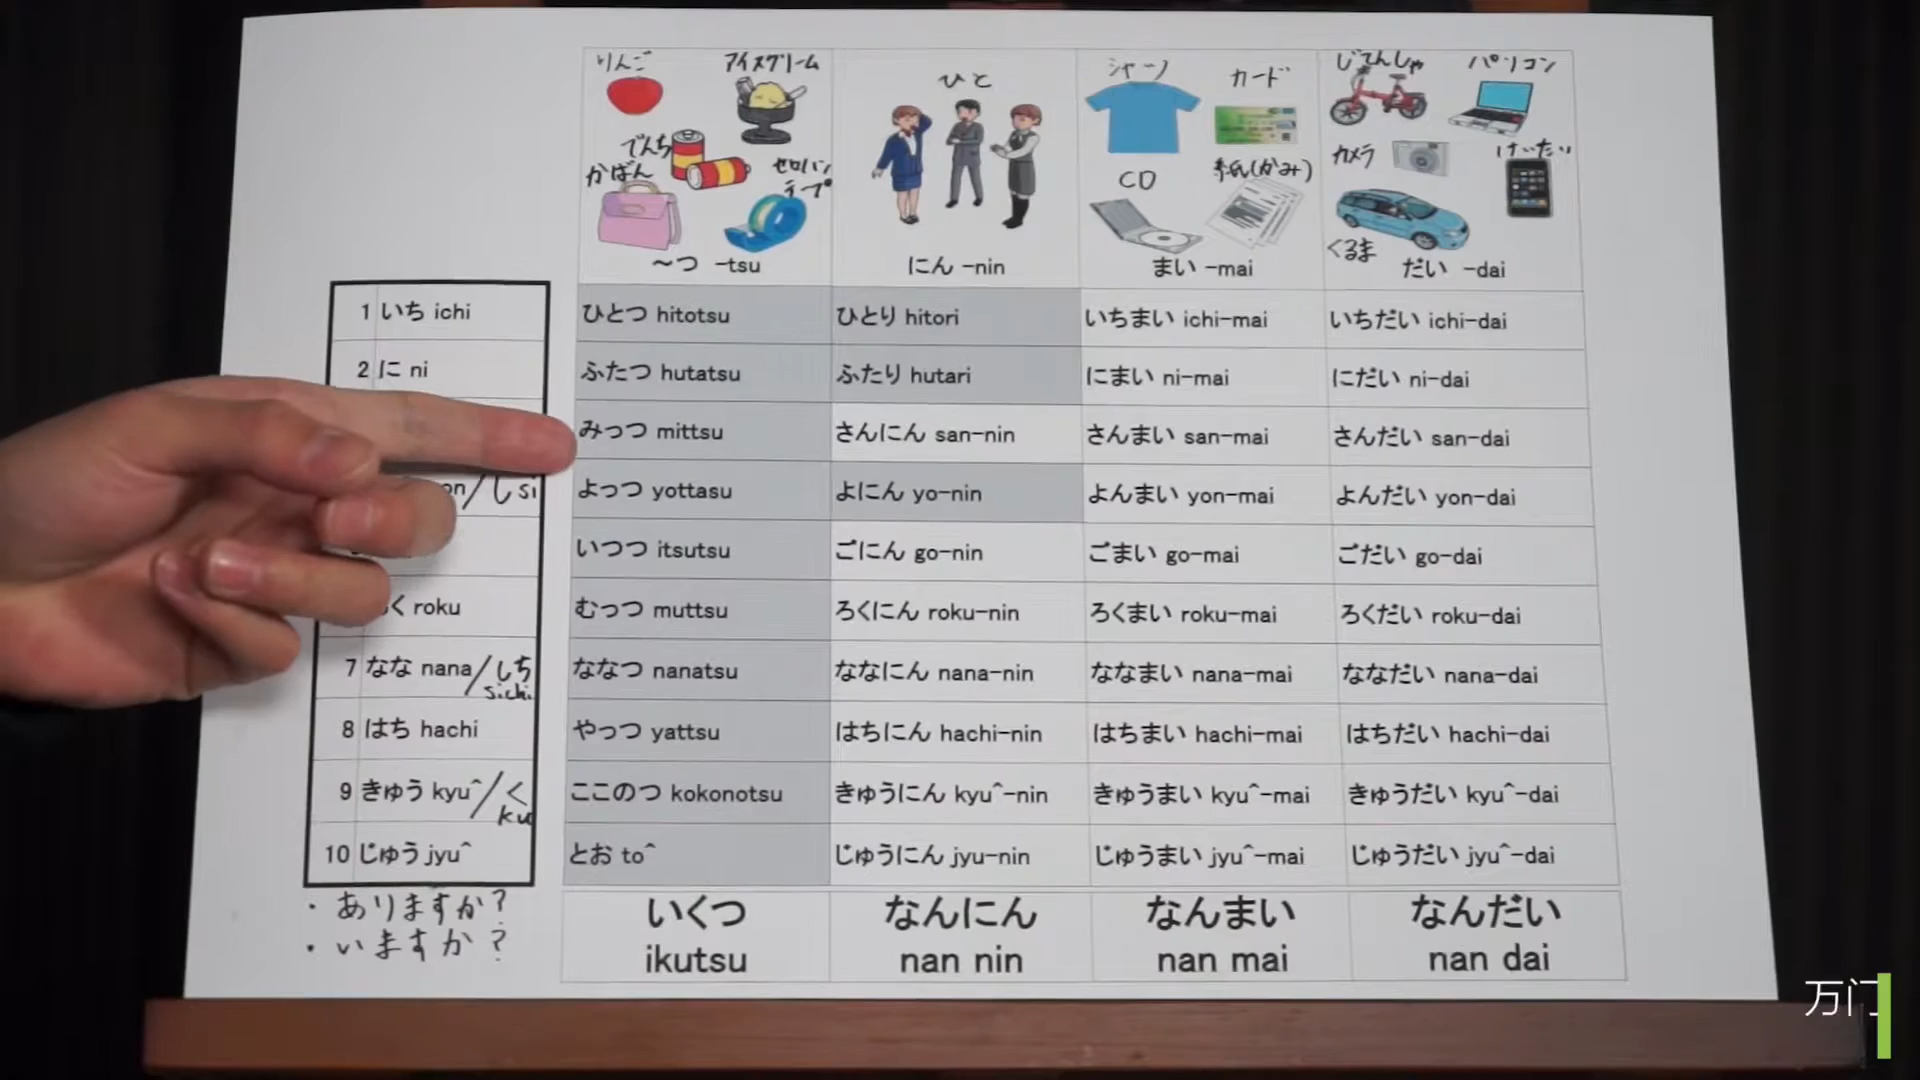 りんご アイスクリーム
でんち
かばん
セロハン
テープ
～つ -tsu
ひと
にん -nin
シャツ カード
CD 紙(かみ)
まい -mai
じてんしゃ パソコン
カメラ けいたい
くるま
だい -dai
1 いち ichi ひとつ hitotsu ひとり hitori いちまい ichi-mai いちだい ichi-dai
2 に ni ふたつ hutatsu ふたり hutari にまい ni-mai にだい ni-dai
みっつ mittsu さんにん san-nin さんまい san-mai さんだい san-dai
on/し si よっつ yottasu よにん yo-nin よんまい yon-mai よんだい yon-dai
いつつ itsutsu ごにん go-nin ごまい go-mai ごだい go-dai
く roku むっつ muttsu ろくにん roku-nin ろくまい roku-mai ろくだい roku-dai
7 なな nana/しち sichi ななつ nanatsu ななにん nana-nin ななまい nana-mai ななだい nana-dai
8 はち hachi やっつ yattsu はちにん hachi-nin はちまい hachi-mai はちだい hachi-dai
9 きゅう kyu^/く ku ここのつ kokonotsu きゅうにん kyu^-nin きゅうまい kyu^-mai きゅうだい kyu^-dai
10 じゅう jyu^ とお to^ じゅうにん jyu-nin じゅうまい jyu^-mai じゅうだい jyu^-dai
・ありますか?
・いますか?
いくつ なんにん なんまい なんだい
ikutsu nan nin nan mai nan dai
万门